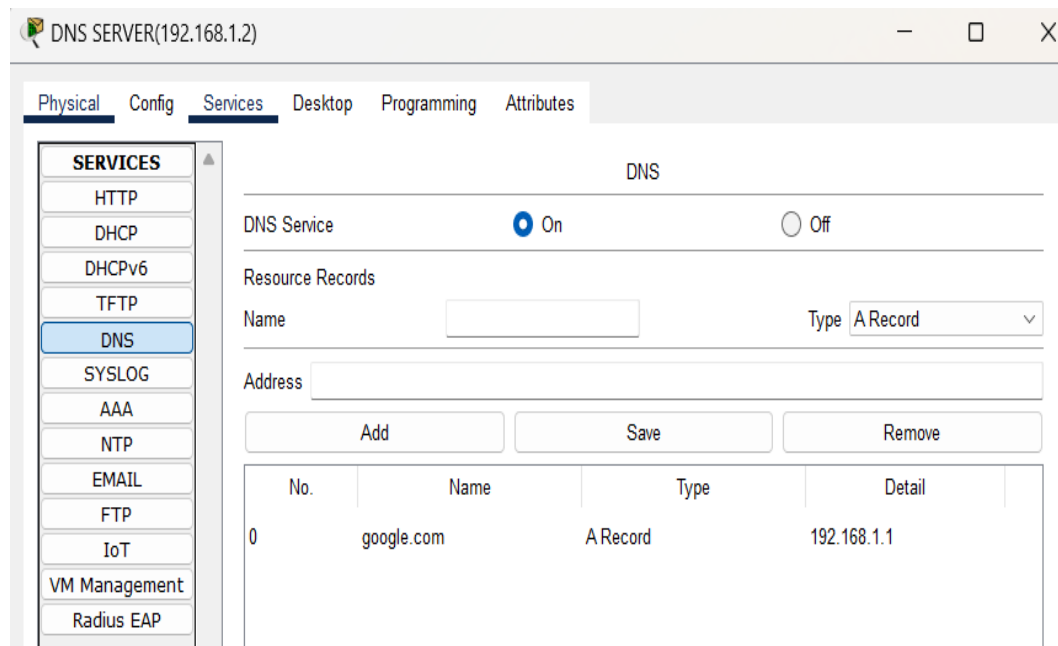 DNS SERVER(192.168.1.2)
Physical Config Services Desktop Programming Attributes
SERVICES
HTTP
DHCP
DHCPv6
TFTP
DNS
SYSLOG
AAA
NTP
EMAIL
FTP
IoT
VM Management
Radius EAP
DNS
DNS Service On Off
Resource Records
Name Type A Record
Address
Add Save Remove
No. Name Type Detail
0 google.com A Record 192.168.1.1